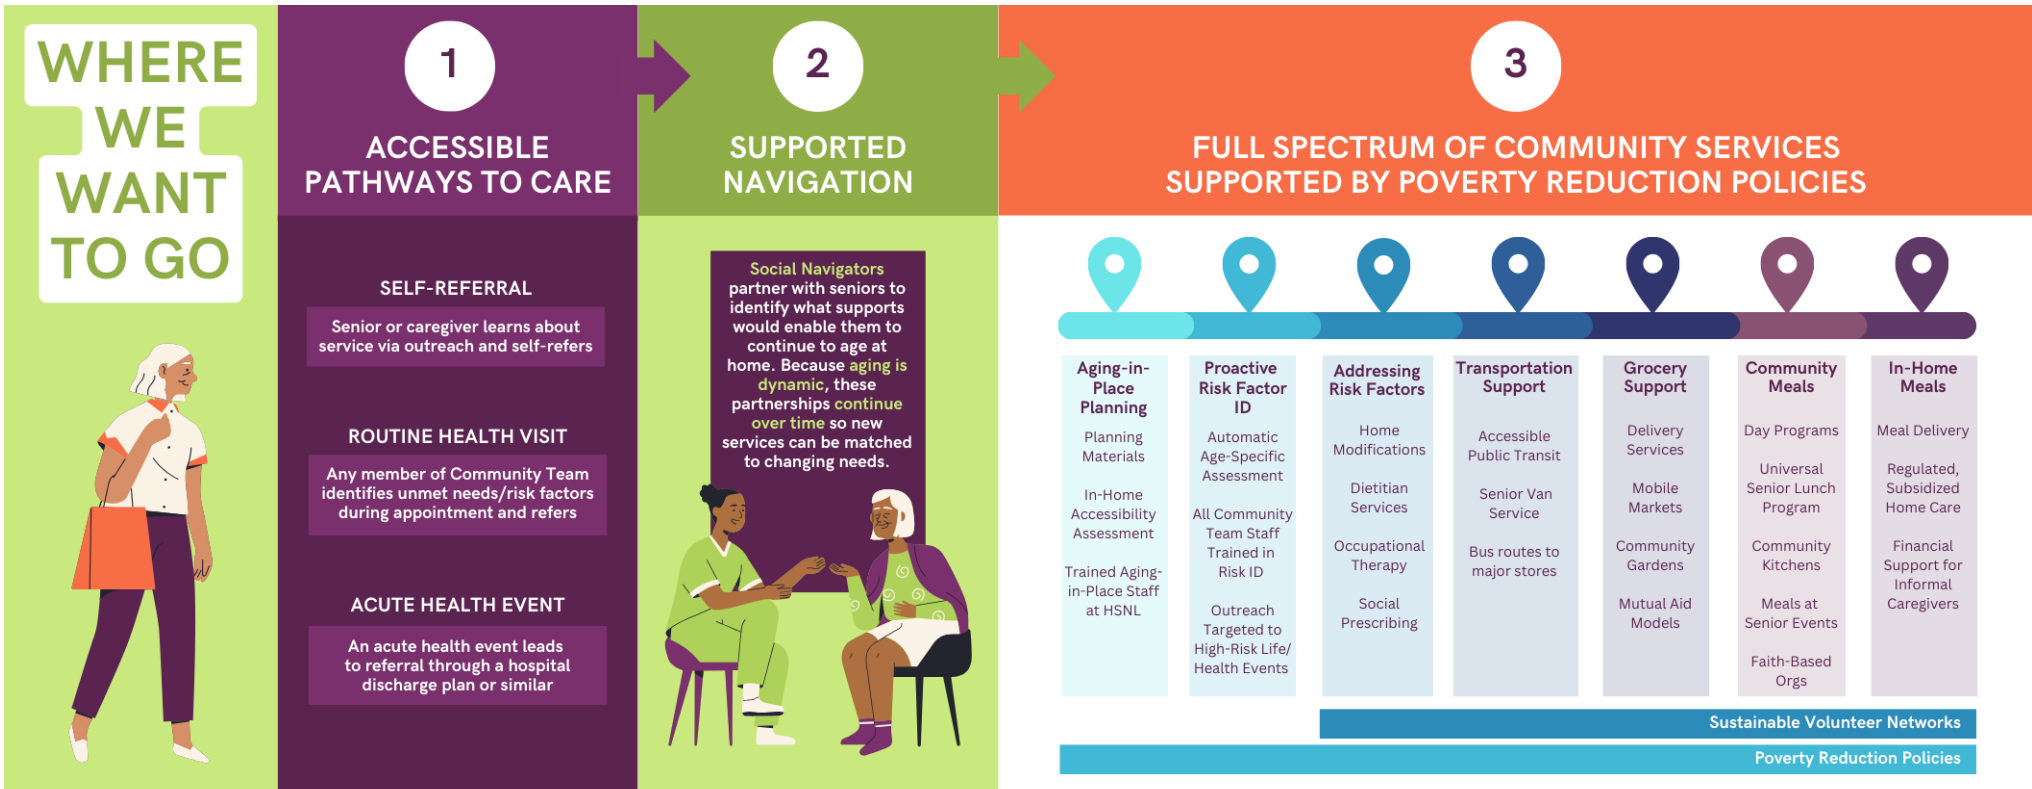 WHERE
WE
WANT
TO GO
1
ACCESSIBLE
PATHWAYS TO CARE
SELF-REFERRAL
Senior or caregiver learns about
service via outreach and self-refers
ROUTINE HEALTH VISIT
Any member of Community Team
identifies unmet needs/risk factors
during appointment and refers
ACUTE HEALTH EVENT
An acute health event leads
to referral through a hospital
discharge plan or similar
2
SUPPORTED
NAVIGATION
Social Navigators
partner with seniors to
identify what supports
would enable them to
continue to age at
home. Because aging is
dynamic, these
partnerships continue
over time so new
services can be matched
to changing needs.
3
FULL SPECTRUM OF COMMUNITY SERVICES
SUPPORTED BY POVERTY REDUCTION POLICIES
Aging-in-
Place
Planning
Planning
Materials
In-Home
Accessibility
Assessment
Trained Aging-
in-Place Staff
at HSNL
Proactive
Risk Factor
ID
Automatic
Age-Specific
Assessment
All Community
Team Staff
Trained in
Risk ID
Outreach
Targeted to
High-Risk Life/
Health Events
Addressing
Risk Factors
Home
Modifications
Dietitian
Services
Occupational
Therapy
Social
Prescribing
Transportation
Support
Accessible
Public Transit
Senior Van
Service
Bus routes to
major stores
Grocery
Support
Delivery
Services
Mobile
Markets
Community
Gardens
Mutual Aid
Models
Community
Meals
Day Programs
Universal
Senior Lunch
Program
Community
Kitchens
Meals at
Senior Events
Faith-Based
Orgs
In-Home
Meals
Meal Delivery
Regulated,
Subsidized
Home Care
Financial
Support for
Informal
Caregivers
Sustainable Volunteer Networks
Poverty Reduction Policies